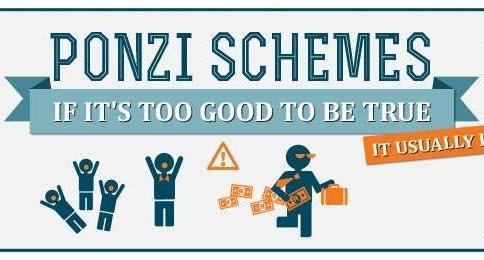 PONZI SCHEMES
IF IT'S TOO GOOD TO BE TRUE
IT USUALLY